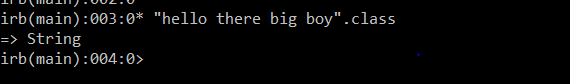 irb(main):002:0
irb(main):003:0* "hello there big boy".class
=> String
irb(main):004:0>